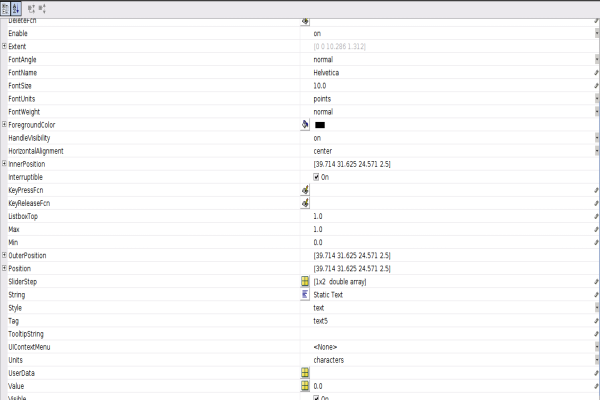 DeleteFcn
Enable on
Extent [0 0 10.286 1.312]
FontAngle normal
FontName Helvetica
FontSize 10.0
FontUnits points
FontWeight normal
ForegroundColor
HandleVisibility on
HorizontalAlignment center
InnerPosition [39.714 31.625 24.571 2.5]
Interruptible On
KeyPressFcn
KeyReleaseFcn
ListboxTop 1.0
Max 1.0
Min 0.0
OuterPosition [39.714 31.625 24.571 2.5]
Position [39.714 31.625 24.571 2.5]
SliderStep [1x2 double array]
String Static Text
Style text
Tag text5
TooltipString
UIContextMenu <None>
Units characters
UserData
Value 0.0
Visible On